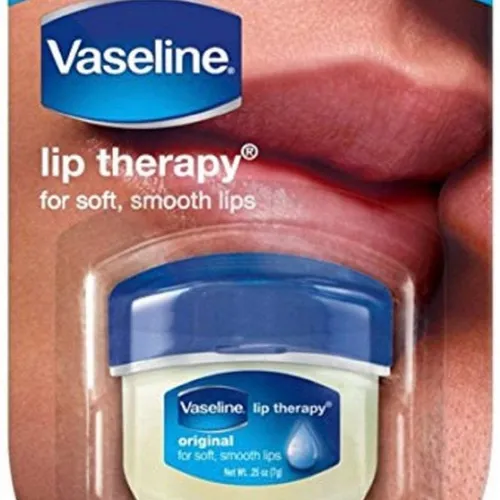 Vaseline®
lip therapy®
for soft, smooth lips
Vaseline. lip therapy®
original
for soft, smooth lips
Net Wt. .25 oz (7g)